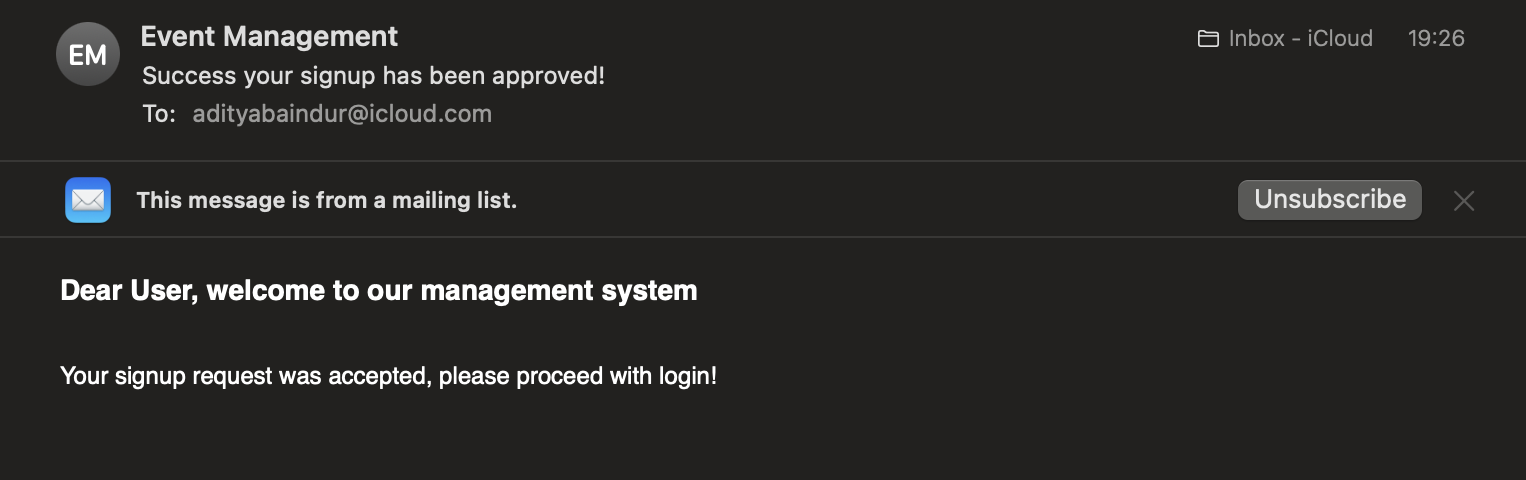 EM
Event Management
Inbox - iCloud 19:26
Success your signup has been approved!
To: adityabaindur@icloud.com
This message is from a mailing list.
Unsubscribe
Dear User, welcome to our management system
Your signup request was accepted, please proceed with login!